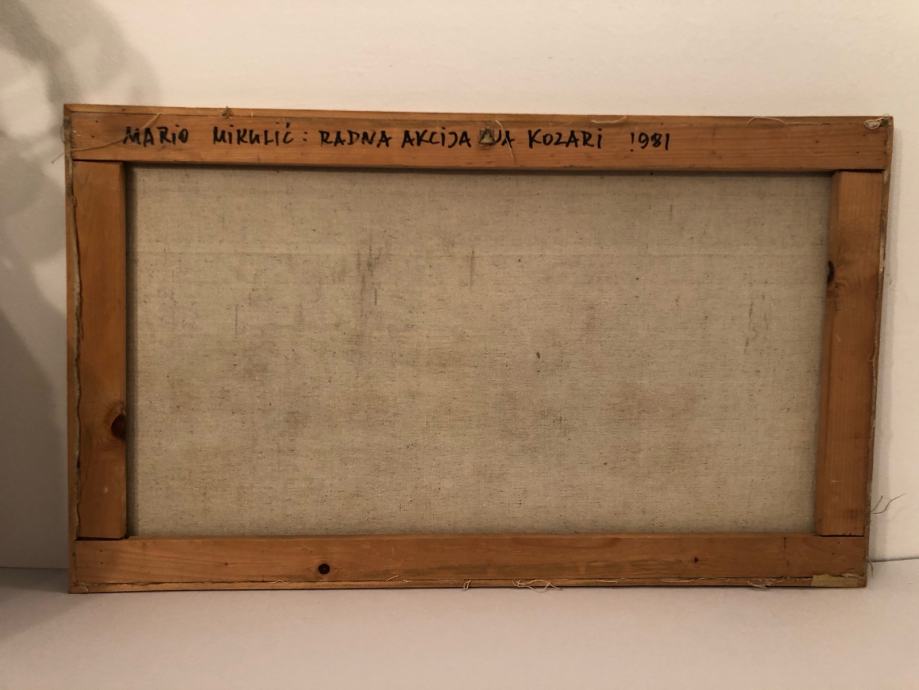 MARIO MIKULIĆ: RADNA AKCIJA NA KOZARI 1981